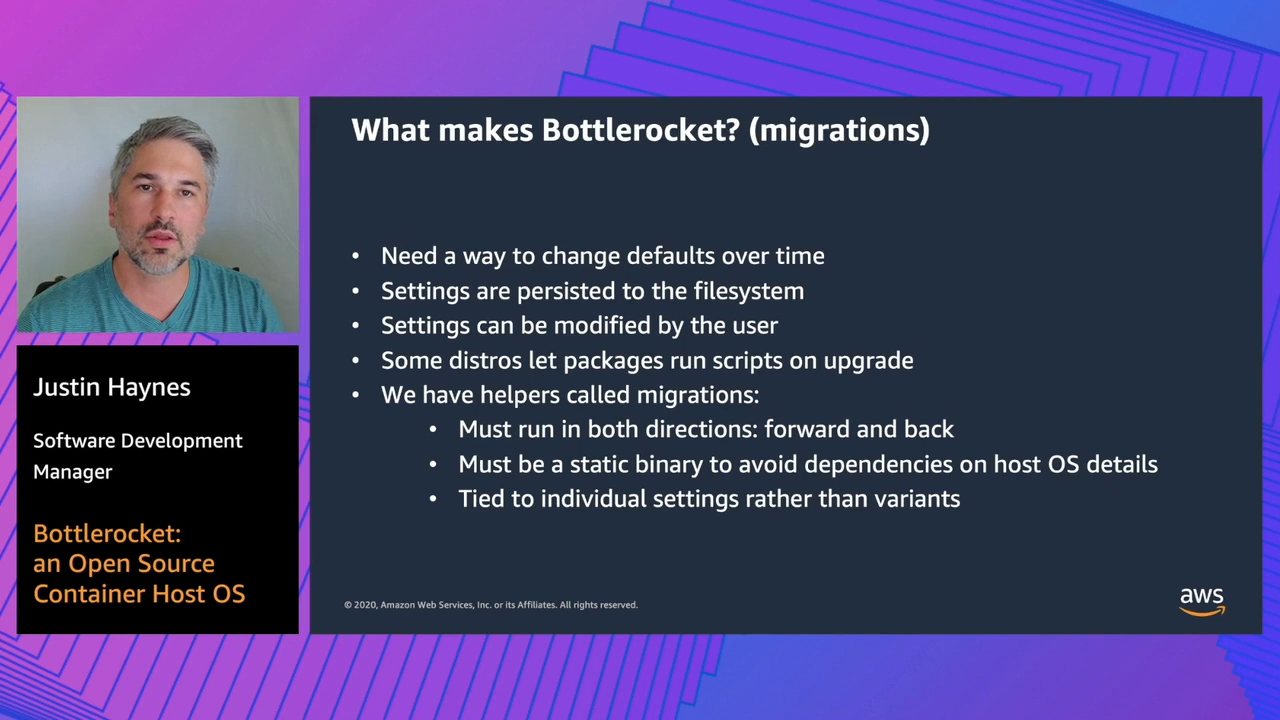 What makes Bottlerocket? (migrations)
• Need a way to change defaults over time
• Settings are persisted to the filesystem
• Settings can be modified by the user
• Some distros let packages run scripts on upgrade
• We have helpers called migrations:
• Must run in both directions: forward and back
• Must be a static binary to avoid dependencies on host OS details
• Tied to individual settings rather than variants
© 2020, Amazon Web Services, Inc. or its Affiliates. All rights reserved.
aws
Justin Haynes
Software Development
Manager
Bottlerocket:
an Open Source
Container Host OS